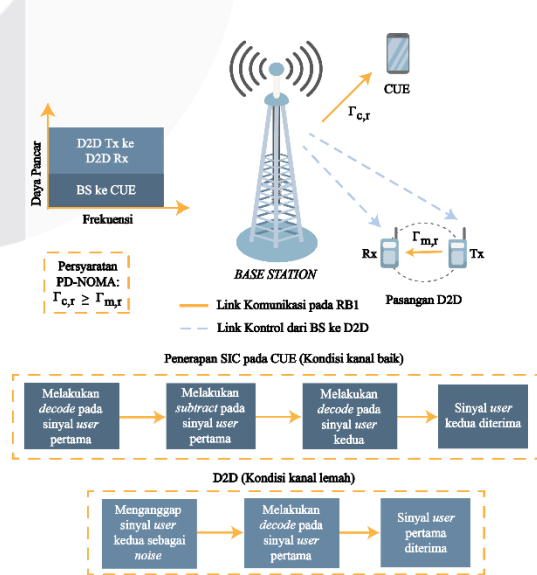 CUE
Γc,r
Daya Pancar
D2D Tx ke
D2D Rx
BS ke CUE
Frekuensi
Persyaratan
PD-NOMA:
Γc,r ≥ Γm,r
BASE STATION
Rx
Γm,r
Tx
Pasangan D2D
Link Komunikasi pada RB1
Link Kontrol dari BS ke D2D
Penerapan SIC pada CUE (Kondisi kanal baik)
Melakukan
decode pada
sinyal user
pertama
Melakukan
subtract pada
sinyal user
pertama
Melakukan
decode pada
sinyal user
kedua
Sinyal user
kedua diterima
D2D (Kondisi kanal lemah)
Menganggap
sinyal user
kedua sebagai
noise
Melakukan
decode pada
sinyal user
pertama
Sinyal user
pertama
diterima